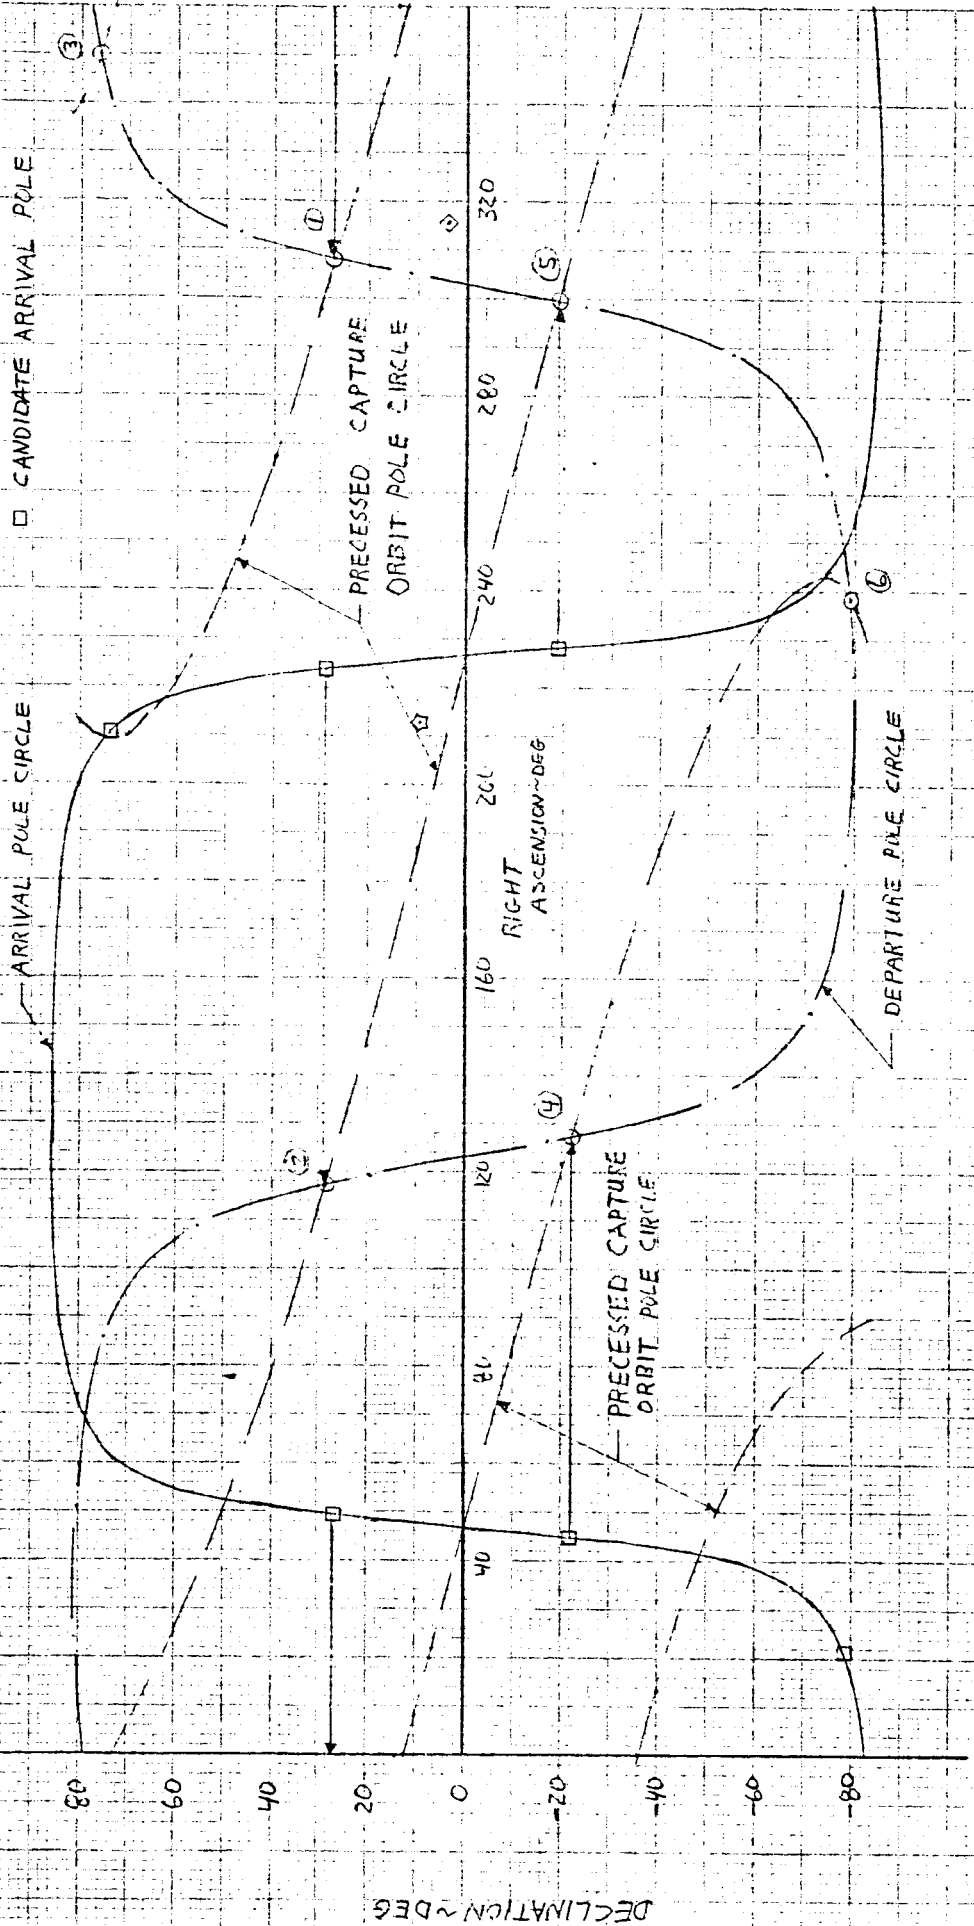 □ CANDIDATE ARRIVAL POLE
ARRIVAL POLE CIRCLE
③
①
②
PRECESSED CAPTURE
ORBIT POLE CIRCLE
⑤
④
⑥
PRECESSED CAPTURE
ORBIT POLE CIRCLE
DEPARTURE POLE CIRCLE
RIGHT
ASCENSION~DEG
40
80
120
160
200
240
280
320
80
60
40
20
0
-20
-40
-60
-80
DECLINATION ~ DEG